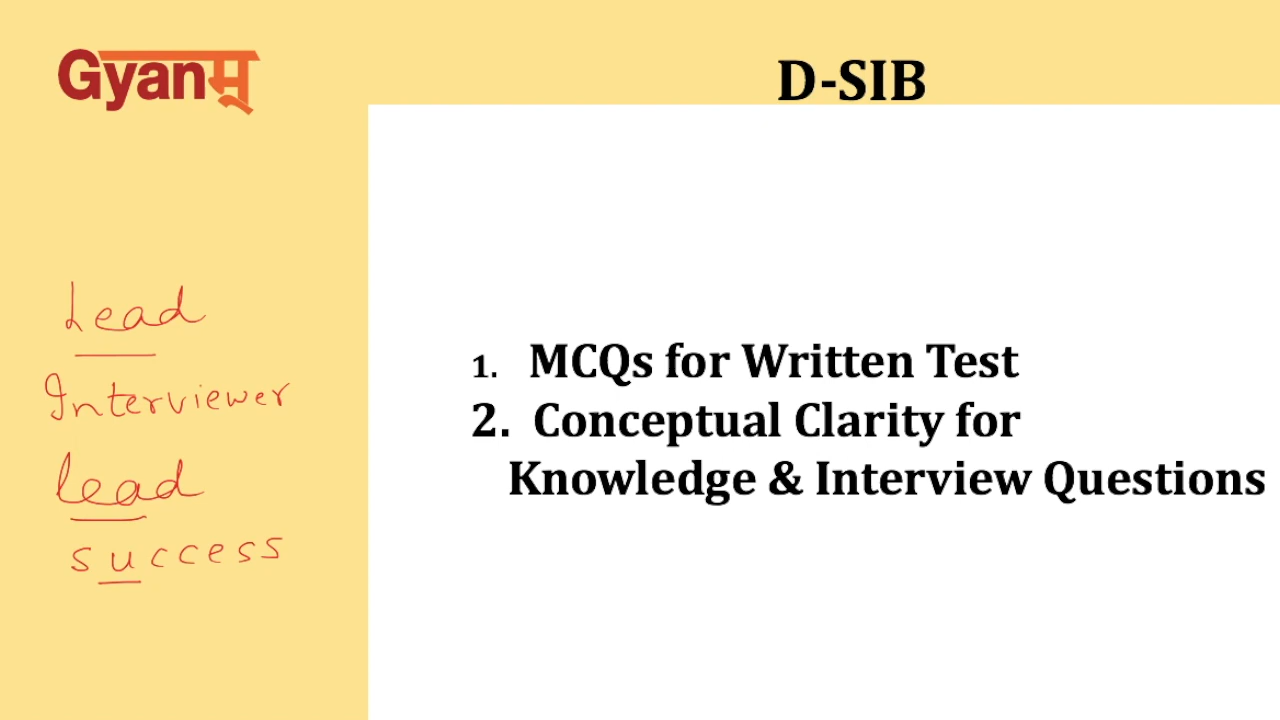 Gyanम्
D-SIB
Lead
Interviewer
lead
success
1. MCQs for Written Test
2. Conceptual Clarity for
Knowledge & Interview Questions